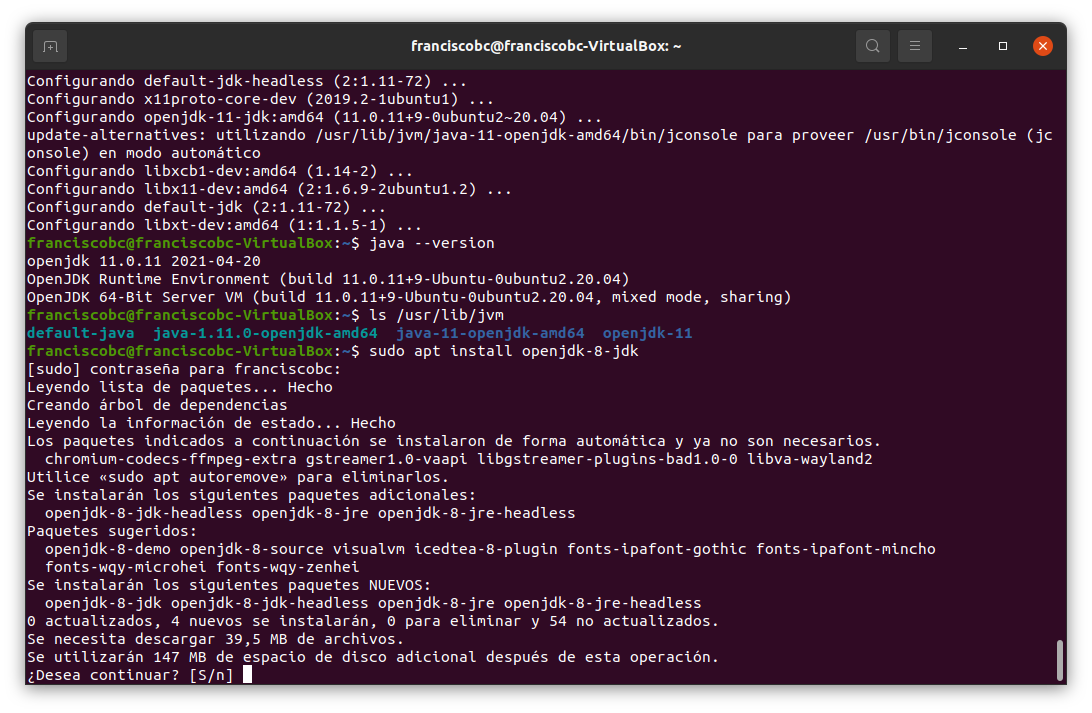 franciscobc@franciscobc-VirtualBox: ~
Configurando default-jdk-headless (2:1.11-72) ...
Configurando x11proto-core-dev (2019.2-1ubuntu1) ...
Configurando openjdk-11-jdk:amd64 (11.0.11+9-0ubuntu2~20.04) ...
update-alternatives: utilizando /usr/lib/jvm/java-11-openjdk-amd64/bin/jconsole para proveer /usr/bin/jconsole (jc
onsole) en modo automático
Configurando libxcb1-dev:amd64 (1.14-2) ...
Configurando libx11-dev:amd64 (2:1.6.9-2ubuntu1.2) ...
Configurando default-jdk (2:1.11-72) ...
Configurando libxt-dev:amd64 (1:1.1.5-1) ...
franciscobc@franciscobc-VirtualBox:~$ java --version
openjdk 11.0.11 2021-04-20
OpenJDK Runtime Environment (build 11.0.11+9-Ubuntu-0ubuntu2.20.04)
OpenJDK 64-Bit Server VM (build 11.0.11+9-Ubuntu-0ubuntu2.20.04, mixed mode, sharing)
franciscobc@franciscobc-VirtualBox:~$ ls /usr/lib/jvm
default-java  java-1.11.0-openjdk-amd64  java-11-openjdk-amd64  openjdk-11
franciscobc@franciscobc-VirtualBox:~$ sudo apt install openjdk-8-jdk
[sudo] contraseña para franciscobc:
Leyendo lista de paquetes... Hecho
Creando árbol de dependencias
Leyendo la información de estado... Hecho
Los paquetes indicados a continuación se instalaron de forma automática y ya no son necesarios.
  chromium-codecs-ffmpeg-extra gstreamer1.0-vaapi libgstreamer-plugins-bad1.0-0 libva-wayland2
Utilice «sudo apt autoremove» para eliminarlos.
Se instalarán los siguientes paquetes adicionales:
  openjdk-8-jdk-headless openjdk-8-jre openjdk-8-jre-headless
Paquetes sugeridos:
  openjdk-8-demo openjdk-8-source visualvm icedtea-8-plugin fonts-ipafont-gothic fonts-ipafont-mincho
  fonts-wqy-microhei fonts-wqy-zenhei
Se instalarán los siguientes paquetes NUEVOS:
  openjdk-8-jdk openjdk-8-jdk-headless openjdk-8-jre openjdk-8-jre-headless
0 actualizados, 4 nuevos se instalarán, 0 para eliminar y 54 no actualizados.
Se necesita descargar 39,5 MB de archivos.
Se utilizarán 147 MB de espacio de disco adicional después de esta operación.
¿Desea continuar? [S/n]